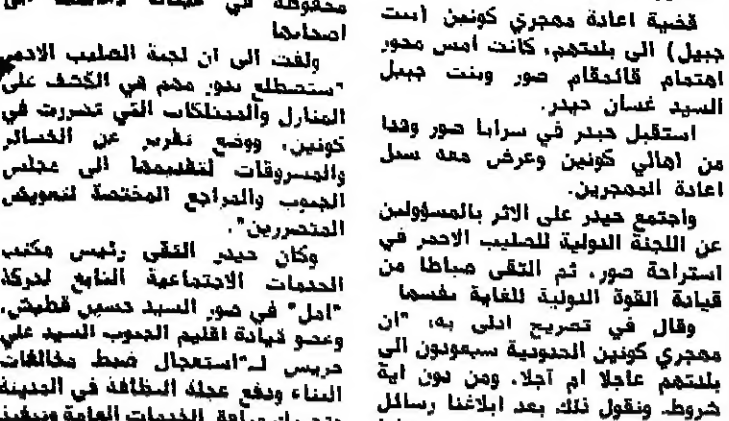 قضية اعادة مهجري كونين (بنت
جبيل) الى بلدتهم، كانت امس محور
اهتمام قائمقام صور وبنت جبيل
السيد غسان حيدر.
استقبل حيدر في سرايا صور وفدا
من اهالي كونين وعرض معه سبل
اعادة المهجرين.
واجتمع حيدر على الاثر بالمسؤولين
عن اللجنة الدولية للصليب الاحمر في
استراحة صور، ثم التقى ضباطا من
قيادة القوة الدولية للغاية نفسها
وقال في تصريح ادلى به، "ان
مهجري كونين الحدودية سيعودون الى
بلدتهم عاجلا ام آجلا، ومن دون اية
شروط. ونقول ذلك بعد ابلاغنا رسائل
محفوظة في
اصحابها
ولفت الى ان لجنة الصليب الاحمر
"ستضطلع بدور مهم في الكشف على
المنازل والممتلكات التي تضررت في
كونين، ووضع تقرير عن الخسائر
والمسروقات لتقديمها الى مجلس
الجنوب والمراجع المختصة لتعويض
المتضررين".
وكان حيدر التقى رئيس مكتب
الخدمات الاجتماعية التابع لحركة
"امل" في صور السيد حسين قطيش،
وعضو قيادة اقليم الجنوب السيد علي
حريس لـ"استعجال ضبط مخالفات
البناء ودفع عجلة النظافة في المدينة
الخدمات العامة